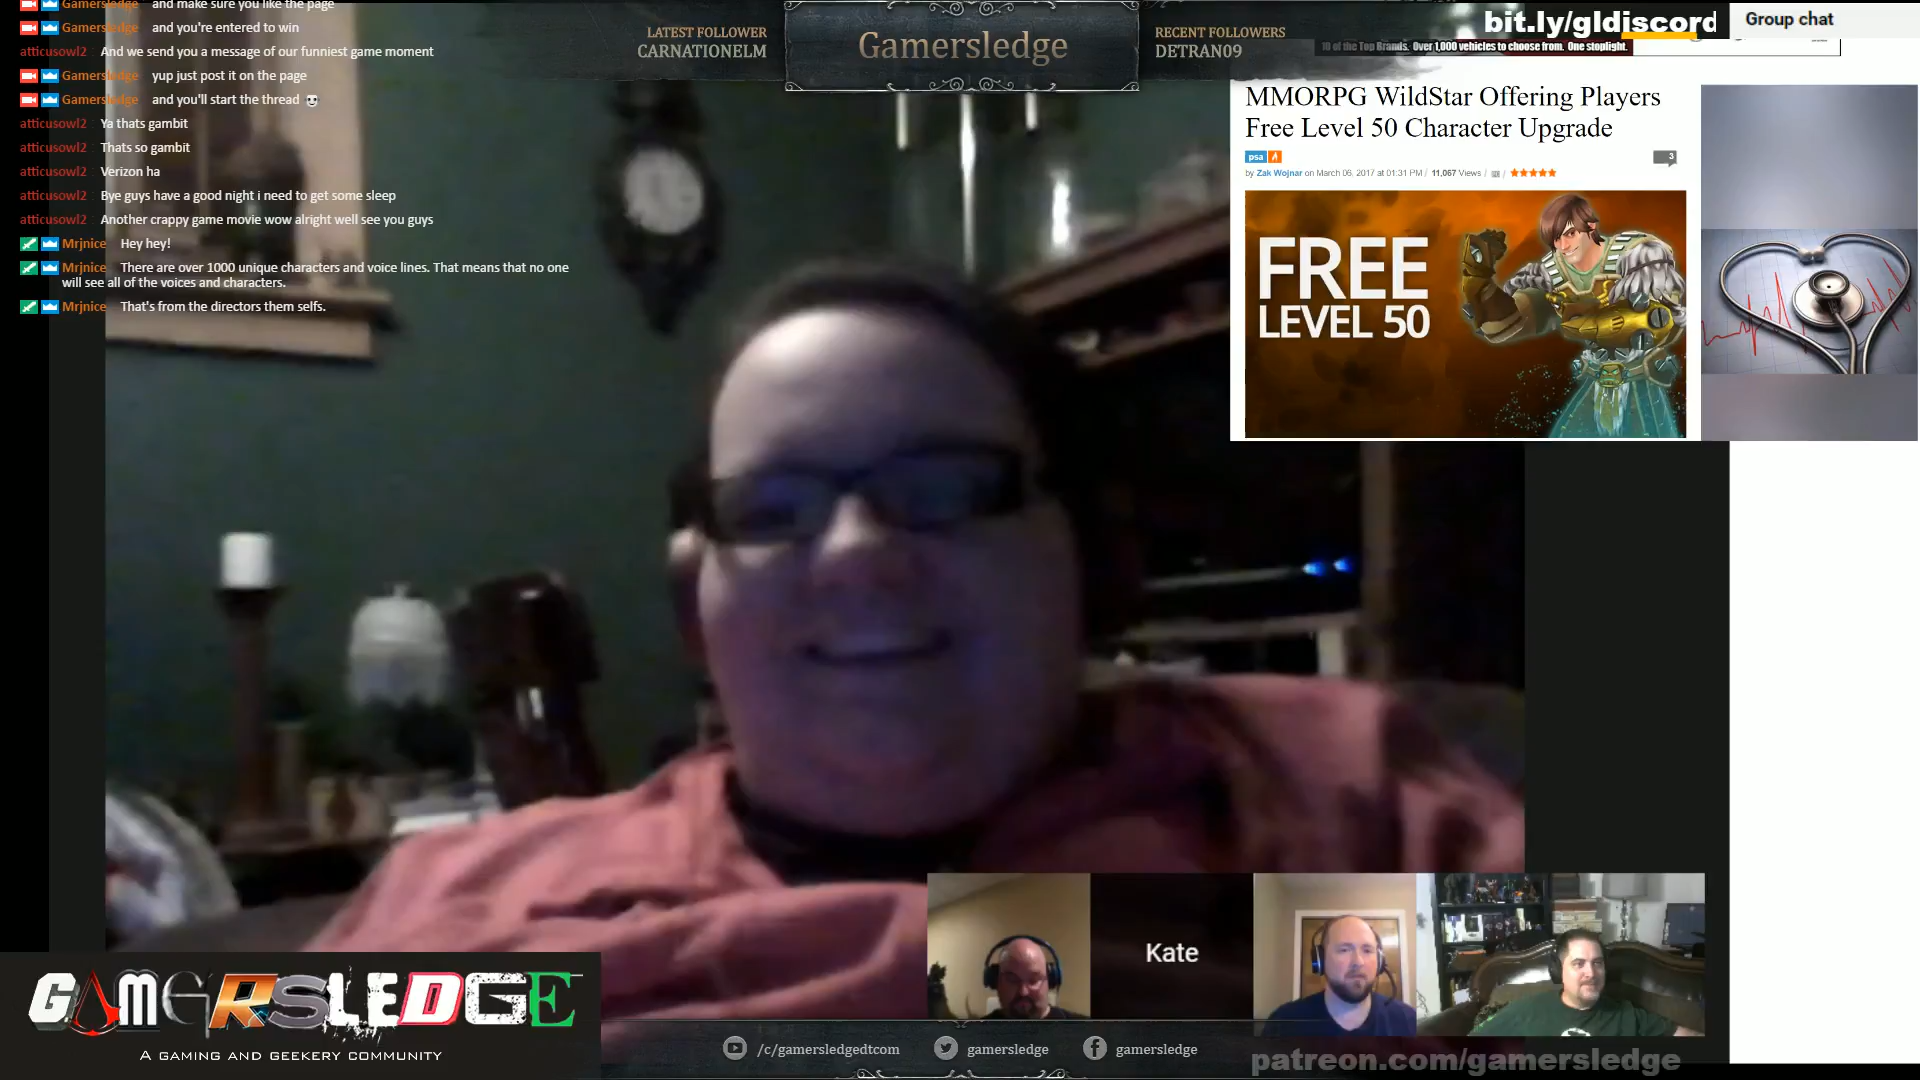 Gamersledge and make sure you like the page
Gamersledge and you're entered to win
atticusowl2 And we send you a message of our funniest game moment
Gamersledge yup just post it on the page
Gamersledge and you'll start the thread
atticusowl2 Ya thats gambit
atticusowl2 Thats so gambit
atticusowl2 Verizon ha
atticusowl2 Bye guys have a good night i need to get some sleep
atticusowl2 Another crappy game movie wow alright well see you guys
Mrjnice Hey hey!
Mrjnice There are over 1000 unique characters and voice lines. That means that no one
will see all of the voices and characters.
Mrjnice That's from the directors them selfs.
LATEST FOLLOWER
CARNATIONELM
Gamersledge
RECENT FOLLOWERS
DETRAN09
bit.ly/gldiscord
Group chat
10 of the Top Brands. Over 1,000 vehicles to choose from. One stoplight.
MMORPG WildStar Offering Players
Free Level 50 Character Upgrade
psa
3
by Zak Wojnar on March 06, 2017 at 01:31 PM / 11,067 Views /
FREE
LEVEL 50
Kate
GAMERSLEDGE
A GAMING AND GEEKERY COMMUNITY
/c/gamersledgedtcom
gamersledge
gamersledge
patreon.com/gamersledge